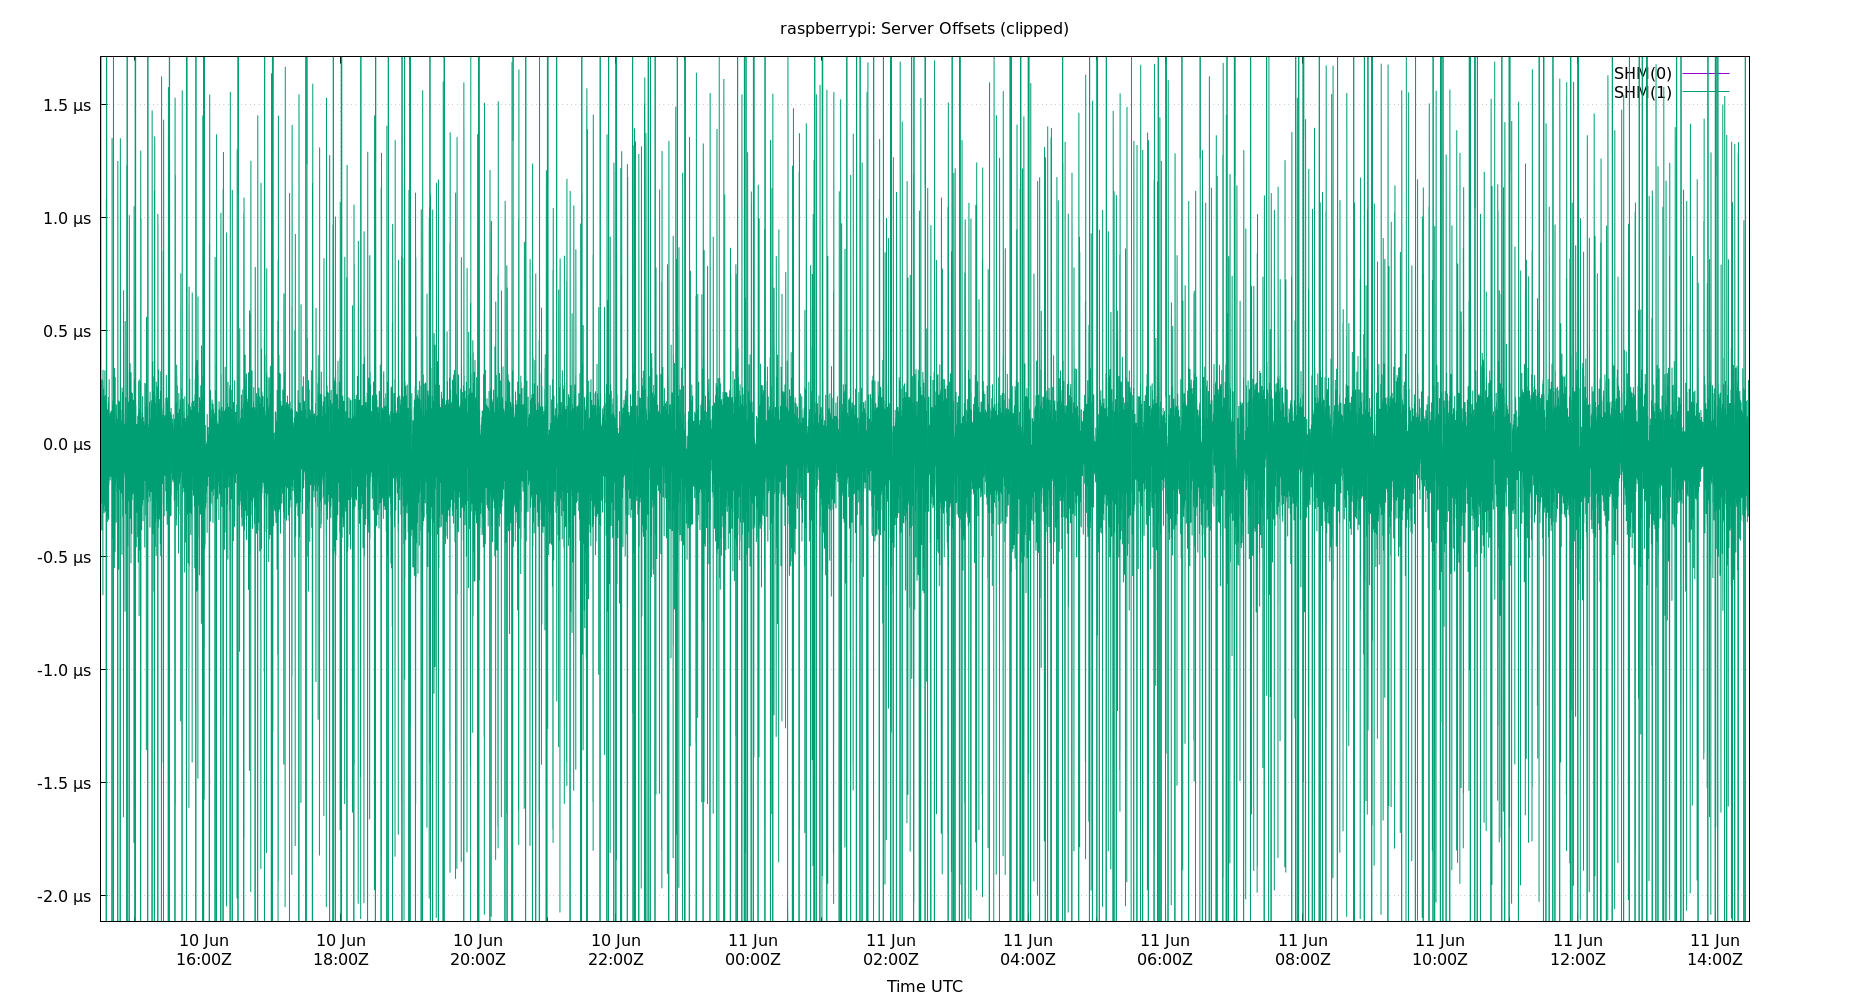 raspberrypi: Server Offsets (clipped)
SHM(0)
SHM(1)
1.5 µs
1.0 µs
0.5 µs
0.0 µs
-0.5 µs
-1.0 µs
-1.5 µs
-2.0 µs
10 Jun 10 Jun 10 Jun 10 Jun 11 Jun 11 Jun 11 Jun 11 Jun 11 Jun 11 Jun 11 Jun 11 Jun
16:00Z 18:00Z 20:00Z 22:00Z 00:00Z 02:00Z 04:00Z 06:00Z 08:00Z 10:00Z 12:00Z 14:00Z
Time UTC